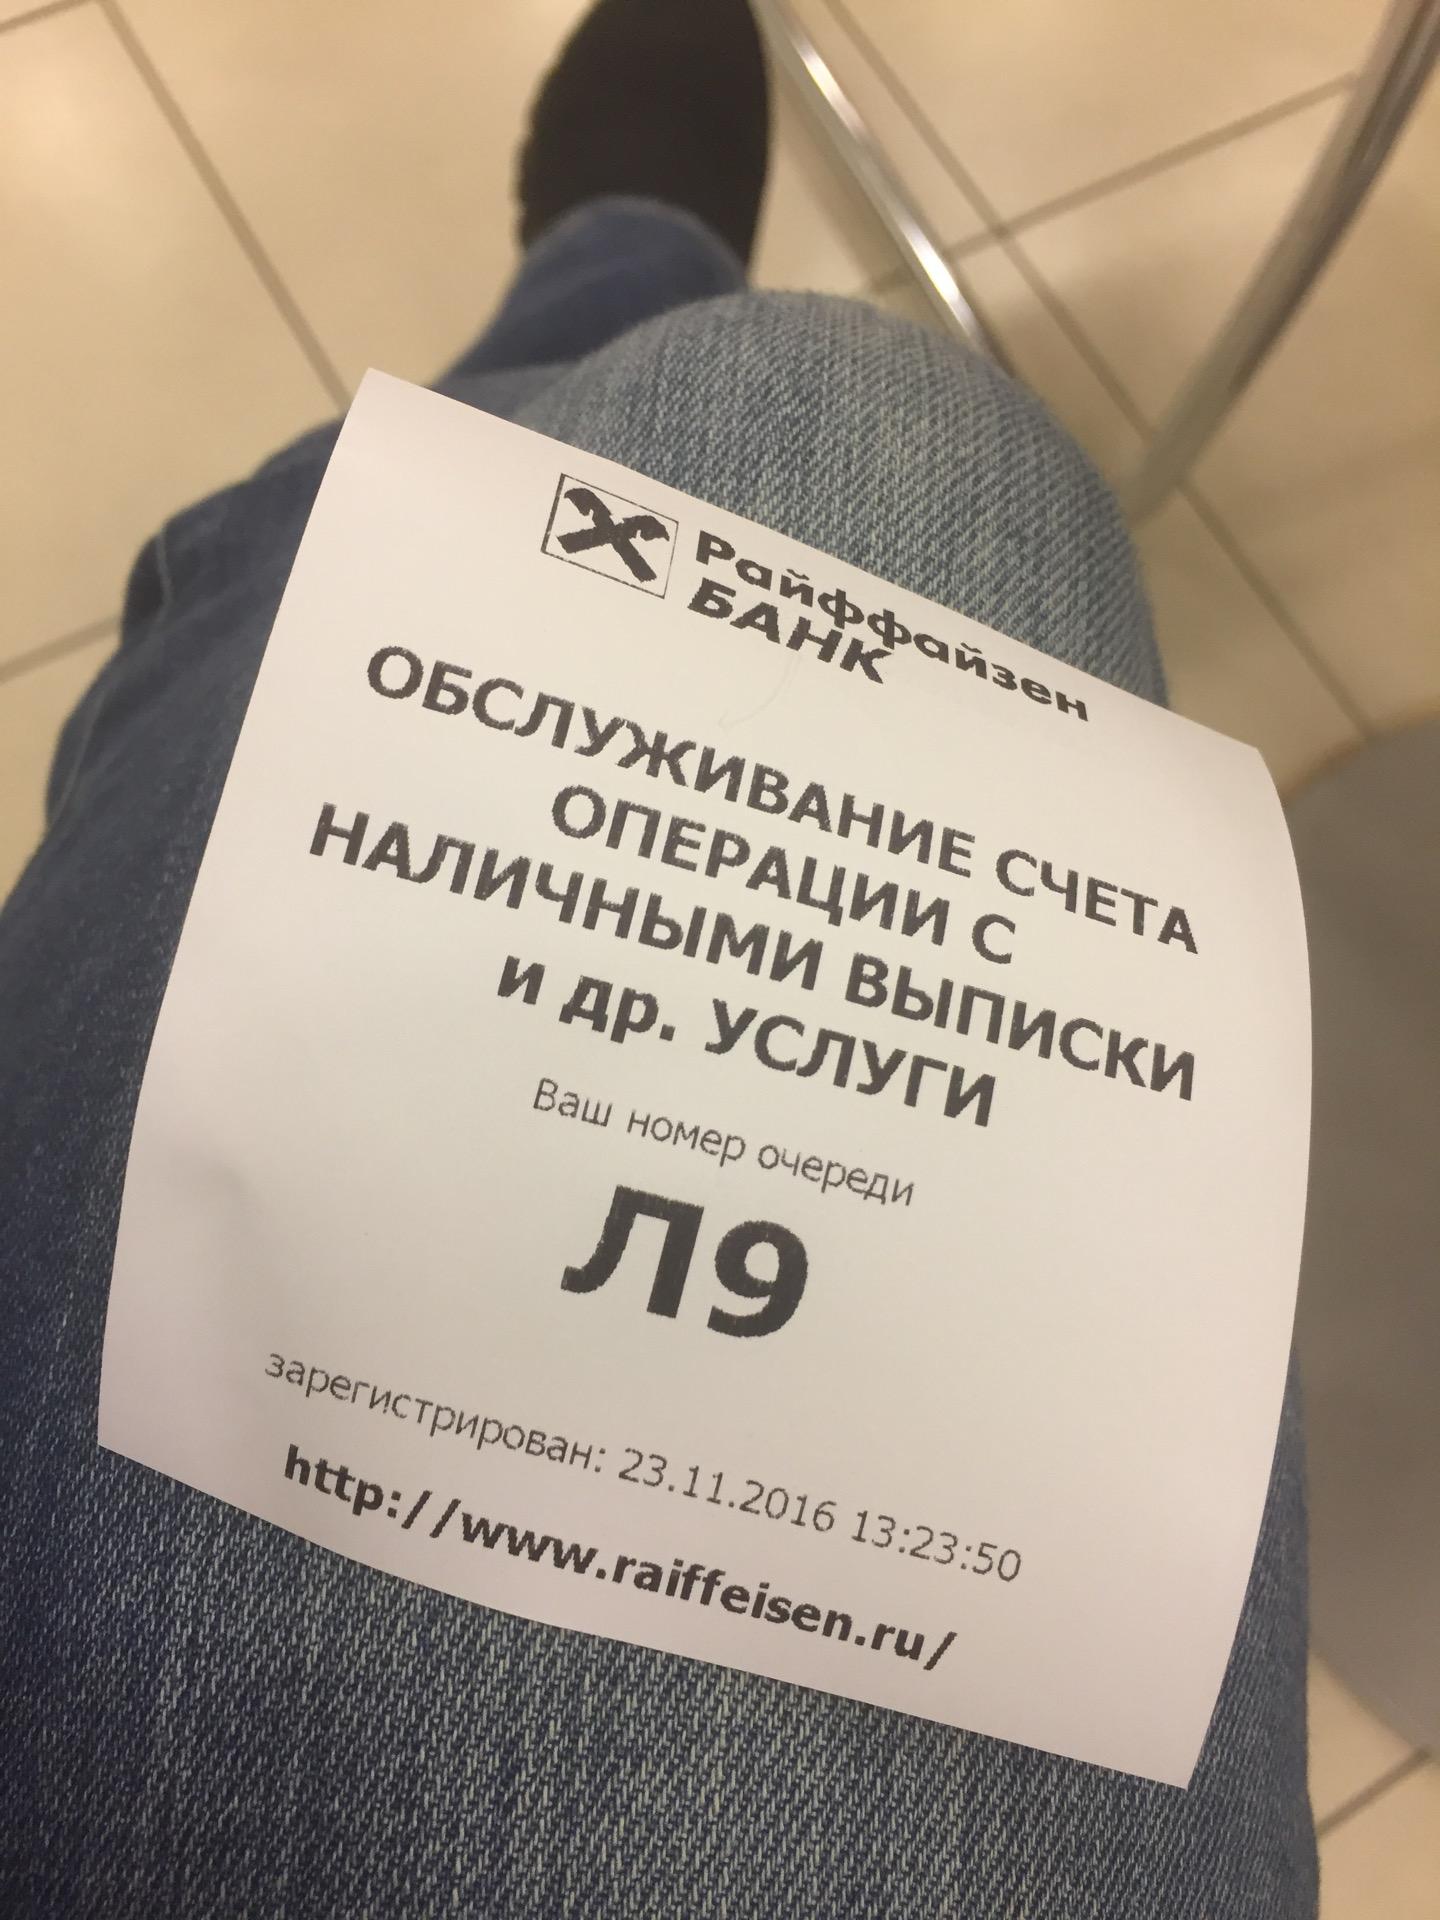 Райффайзен
БАНК
ОБСЛУЖИВАНИЕ СЧЕТА
ОПЕРАЦИИ С
НАЛИЧНЫМИ ВЫПИСКИ
и др. УСЛУГИ
Ваш номер очереди
Л9
зарегистрирован: 23.11.2016 13:23:50
http://www.raiffeisen.ru/